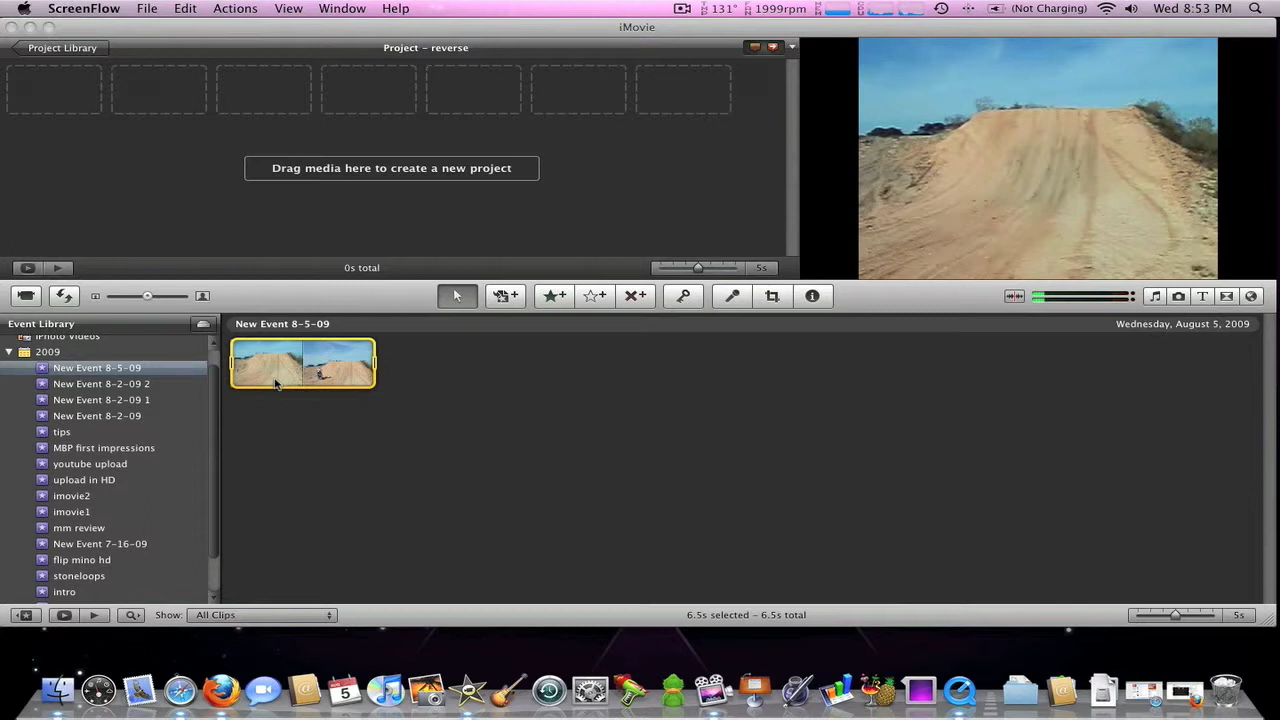 ScreenFlow File Edit View Actions Window Help 131° 1999rpm (Not Charging) Wed 8:53 PM
iMovie
Project Library Project – reverse
Drag media here to create a new project
0s total 5s
Event Library New Event 8-5-09 Wednesday, August 5, 2009
iPhoto Videos
2009
New Event 8-5-09
New Event 8-2-09 2
New Event 8-2-09 1
New Event 8-2-09
tips
MBP first impressions
youtube upload
upload in HD
imovie2
imovie1
mm review
New Event 7-16-09
flip mino hd
stoneloops
intro
Show: All Clips 6.5s selected – 6.5s total 5s
AUG
5